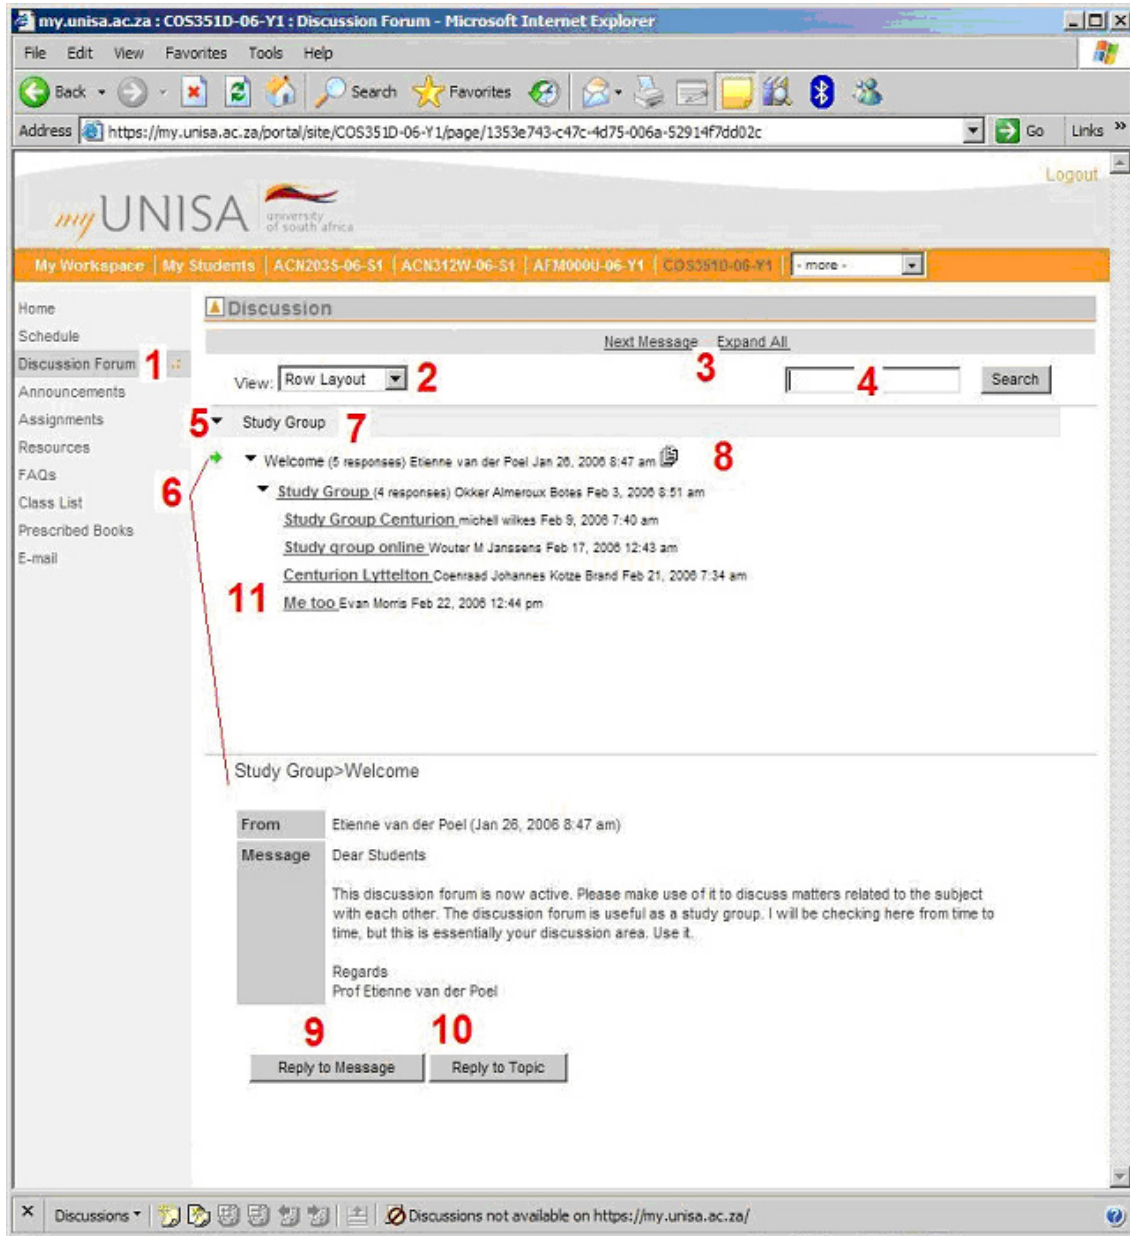 my.unisa.ac.za : COS351D-06-Y1 : Discussion Forum - Microsoft Internet Explorer
File Edit View Favorites Tools Help
Back Search Favorites
Address https://my.unisa.ac.za/portal/site/COS351D-06-Y1/page/1353e743-c47c-4d75-006a-52914f7dd02c Go Links »
Logout
my UNISA university
of south africa
My Workspace | My Students | ACN203S-06-S1 | ACN312W-06-S1 | AFM000U-06-Y1 | COS351D-06-Y1 | - more -
Home
Schedule
Discussion Forum 1
Announcements
Assignments
Resources
FAQs
Class List
Prescribed Books
E-mail
Discussion
Next Message Expand All
3
View: Row Layout 2 4 Search
5 Study Group 7
6 Welcome (5 responses) Etienne van der Poel Jan 26, 2006 8:47 am 8
Study Group (4 responses) Okker Almeroux Botes Feb 3, 2006 8:51 am
Study Group Centurion michell wilkes Feb 9, 2006 7:40 am
Study group online Wouter M Janssens Feb 17, 2006 12:43 am
Centurion Lyttelton Coenraad Johannes Kotze Brand Feb 21, 2006 7:34 am
11 Me too Evan Morris Feb 22, 2006 12:44 pm
Study Group>Welcome
From Etienne van der Poel (Jan 26, 2006 8:47 am)
Message Dear Students
This discussion forum is now active. Please make use of it to discuss matters related to the subject
with each other. The discussion forum is useful as a study group. I will be checking here from time to
time, but this is essentially your discussion area. Use it.
Regards
Prof Etienne van der Poel
9 10
Reply to Message Reply to Topic
× Discussions Discussions not available on https://my.unisa.ac.za/